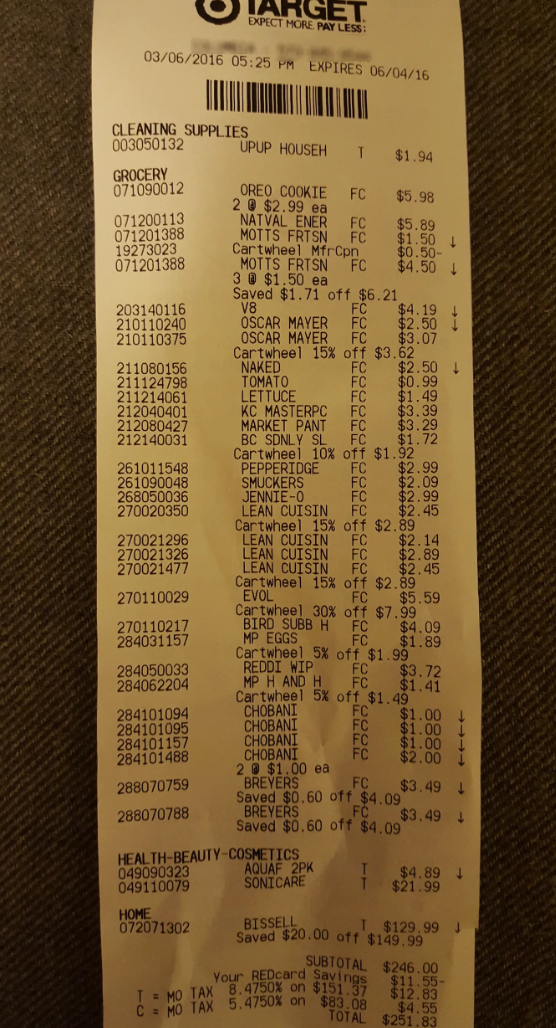 TARGET
EXPECT MORE. PAY LESS.
03/06/2016 05:25 PM EXPIRES 06/04/16
CLEANING SUPPLIES
003050132 UPUP HOUSEH T $1.94
GROCERY
071090012 OREO COOKIE FC $5.98
2 @ $2.99 ea
071200113 NATVAL ENER FC $5.89
071201388 MOTTS FRTSN FC $1.50 ↓
19273023 Cartwheel MfrCpn $0.50-
071201388 MOTTS FRTSN FC $4.50 ↓
3 @ $1.50 ea
Saved $1.71 off $6.21
203140116 V8 FC $4.19 ↓
210110240 OSCAR MAYER FC $2.50 ↓
210110375 OSCAR MAYER FC $3.07
Cartwheel 15% off $3.62
211080156 NAKED FC $2.50 ↓
211124798 TOMATO FC $0.99
211214061 LETTUCE FC $1.49
212040401 KC MASTERPC FC $3.39
212080427 MARKET PANT FC $3.29
212140031 BC SDNLY SL FC $1.72
Cartwheel 10% off $1.92
261011548 PEPPERIDGE FC $2.99
261090048 SMUCKERS FC $2.09
268050036 JENNIE-O FC $2.99
270020350 LEAN CUISIN FC $2.45
Cartwheel 15% off $2.89
270021296 LEAN CUISIN FC $2.14
270021326 LEAN CUISIN FC $2.89
270021477 LEAN CUISIN FC $2.45
Cartwheel 15% off $2.89
270110029 EVOL FC $5.59
Cartwheel 30% off $7.99
270110217 BIRD SUBB H FC $4.09
284031157 MP EGGS FC $1.89
Cartwheel 5% off $1.99
284050033 REDDI WIP FC $3.72
284062204 MP H AND H FC $1.41
Cartwheel 5% off $1.49
284101094 CHOBANI FC $1.00 ↓
284101095 CHOBANI FC $1.00 ↓
284101157 CHOBANI FC $1.00 ↓
284101488 CHOBANI FC $2.00 ↓
2 @ $1.00 ea
288070759 BREYERS FC $3.49 ↓
Saved $0.60 off $4.09
288070788 BREYERS FC $3.49 ↓
Saved $0.60 off $4.09
HEALTH-BEAUTY-COSMETICS
049090323 AQUAF 2PK T $4.89 ↓
049110079 SONICARE T $21.99
HOME
072071302 BISSELL T $129.99 ↓
Saved $20.00 off $149.99
SUBTOTAL $246.00
Your REDcard Savings $11.55-
T = MO TAX 8.4750% on $151.37 $12.83
C = MO TAX 5.4750% on $83.08 $4.55
TOTAL $251.83